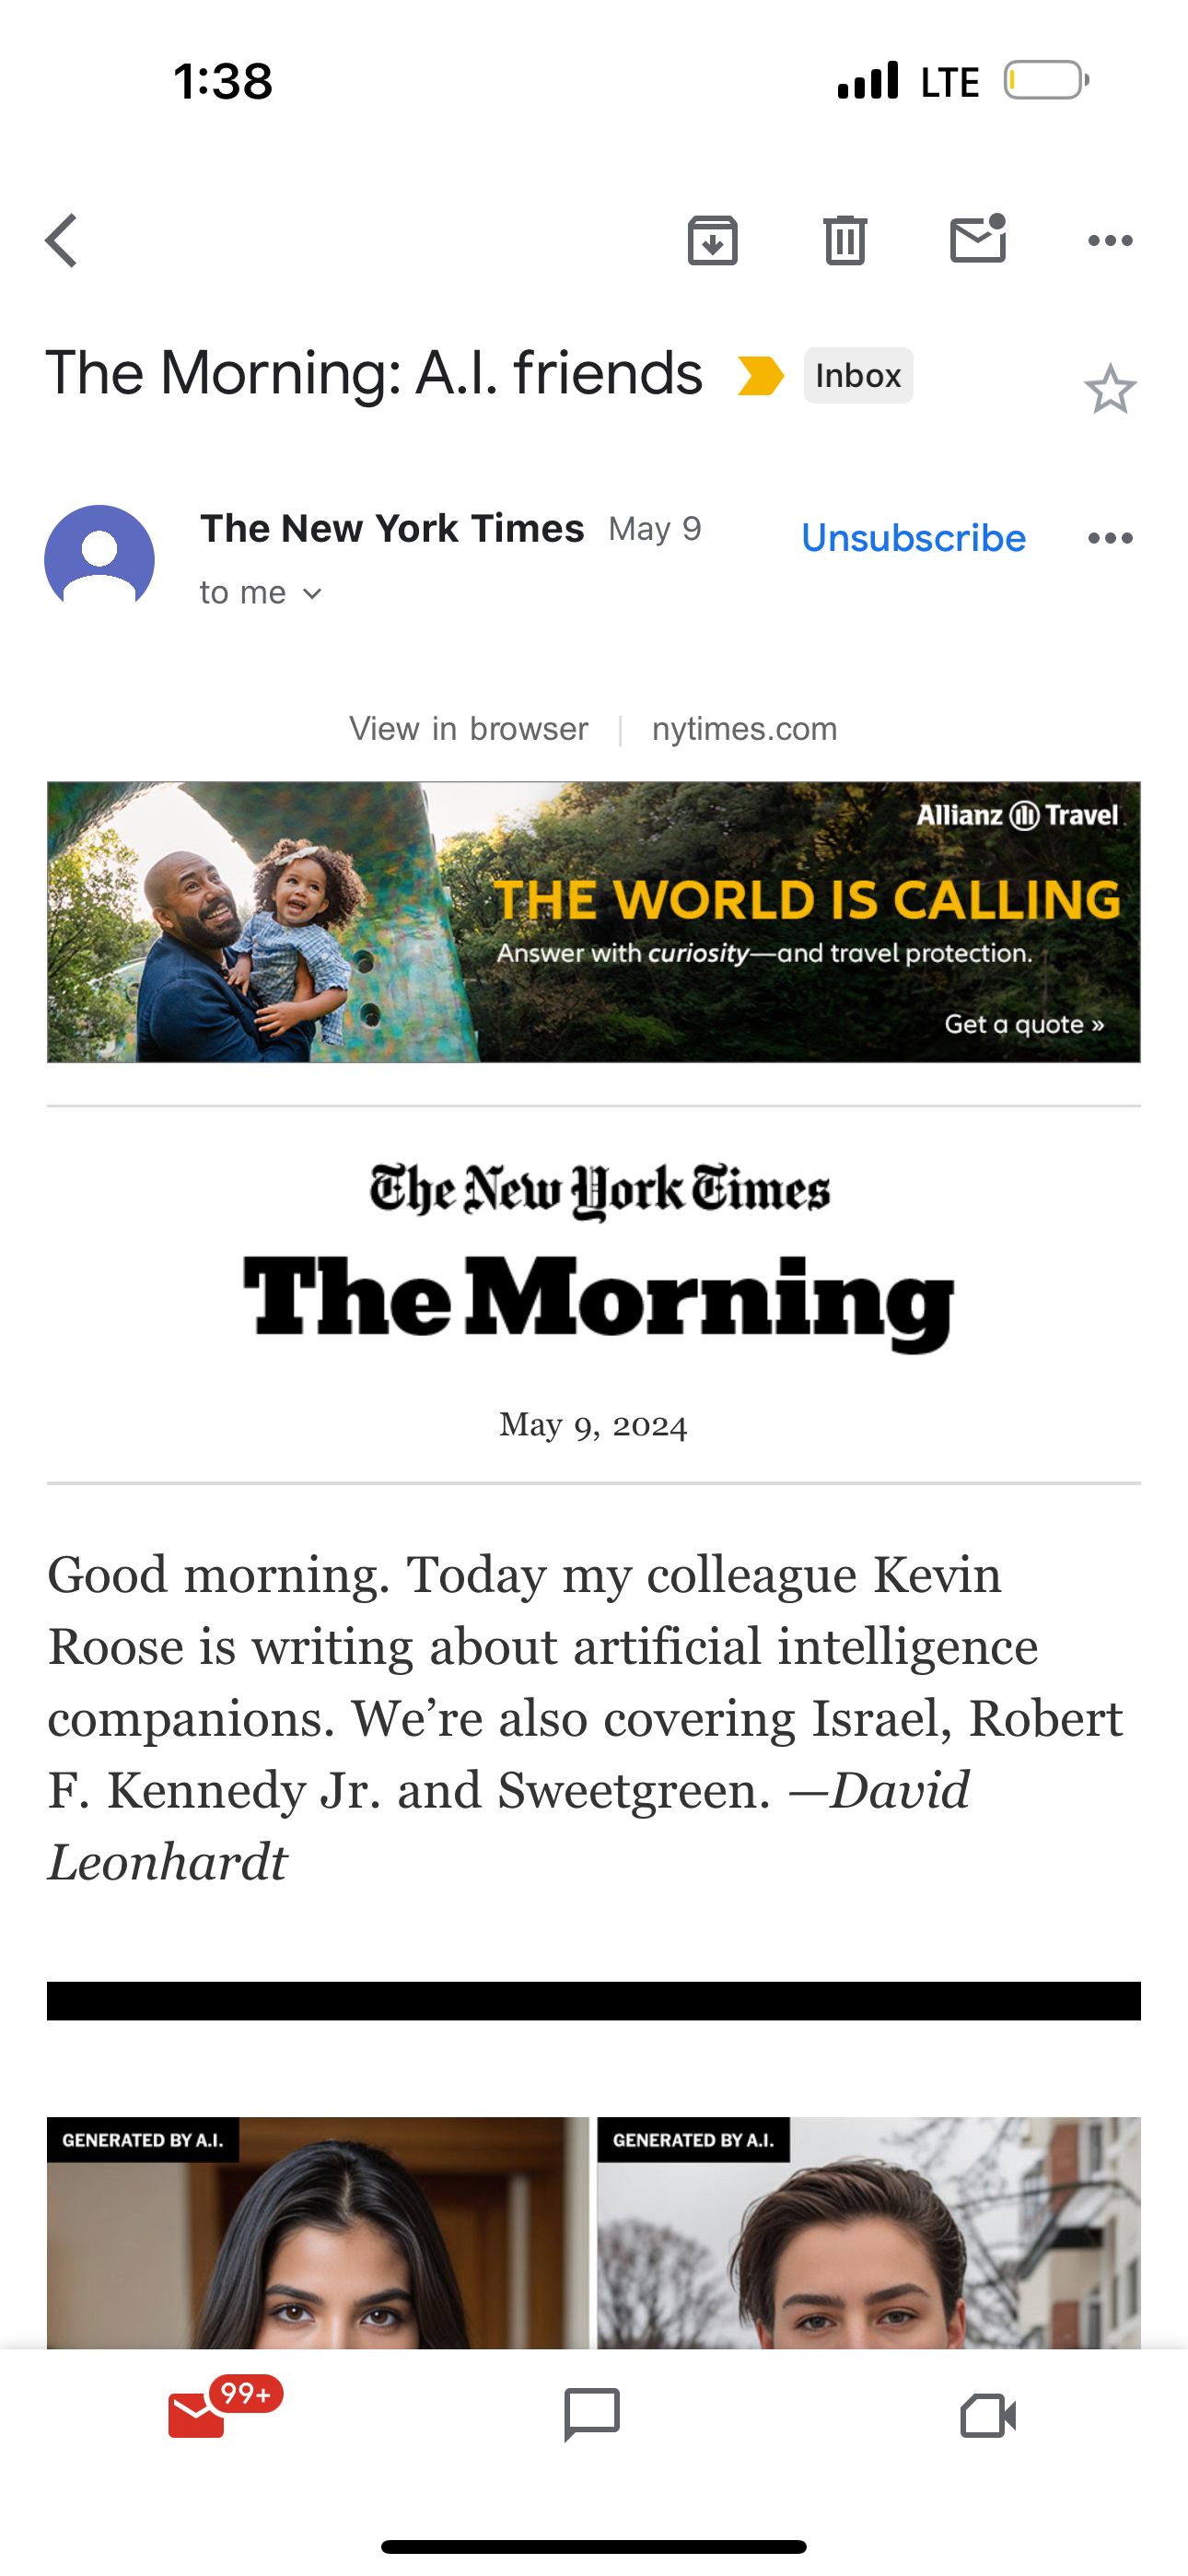 1:38 LTE
The Morning: A.I. friends Inbox
The New York Times May 9 Unsubscribe
to me
View in browser | nytimes.com
Allianz Travel
THE WORLD IS CALLING
Answer with curiosity—and travel protection.
Get a quote »
The New York Times
The Morning
May 9, 2024
Good morning. Today my colleague Kevin
Roose is writing about artificial intelligence
companions. We’re also covering Israel, Robert
F. Kennedy Jr. and Sweetgreen. —David
Leonhardt
GENERATED BY A.I. GENERATED BY A.I.
99+